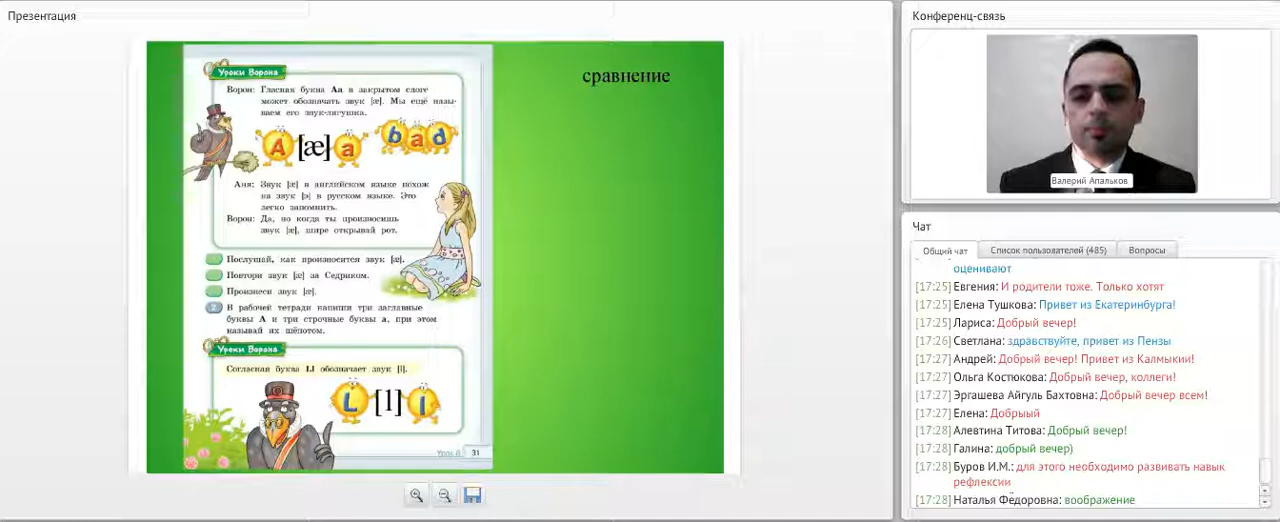 Презентация
сравнение
Уроки Ворона
Ворон: Гласная буква Aa в закрытом слоге
может обозначать звук [æ]. Мы ещё назы-
ваем его звук-лягушка.
A [æ] a
bad
Аня: Звук [æ] в английском языке похож
на звук [э] в русском языке. Это
легко запомнить.
Ворон: Да, но когда ты произносишь
звук [æ], шире открывай рот.
Послушай, как произносится звук [æ].
Повтори звук [æ] за Седриком.
Произнеси звук [æ].
2 В рабочей тетради напиши три заглавные
буквы A и три строчные буквы a, при этом
называй их шёпотом.
Уроки Ворона
Согласная буква Ll обозначает звук [l].
L [l] l
Урок 8 31
Конференц-связь
Валерий Апальков
Чат
Общий чат Список пользователей (485) Вопросы
оценивают
[17:25] Евгения: И родители тоже. Только хотят
[17:25] Елена Тушкова: Привет из Екатеринбурга!
[17:25] Лариса: Добрый вечер!
[17:26] Светлана: здравствуйте, привет из Пензы
[17:27] Андрей: Добрый вечер! Привет из Калмыкии!
[17:27] Ольга Костюкова: Добрый вечер, коллеги!
[17:27] Эргашева Айгуль Бахтовна: Добрый вечер всем!
[17:27] Елена: Добрыый
[17:28] Алевтина Титова: Добрый вечер!
[17:28] Галина: добрый вечер)
[17:28] Буров И.М.: для этого необходимо развивать навык
рефлексии
[17:28] Наталья Фёдоровна: воображение